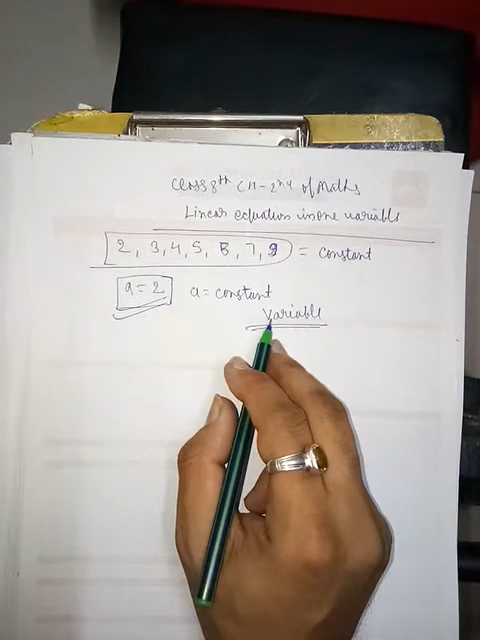 Class 8th CH-2nd of Maths
Linear equation in one variable
2, 3, 4, 5, 6, 7, 9 = constant
a = 2 a = constant
Variable